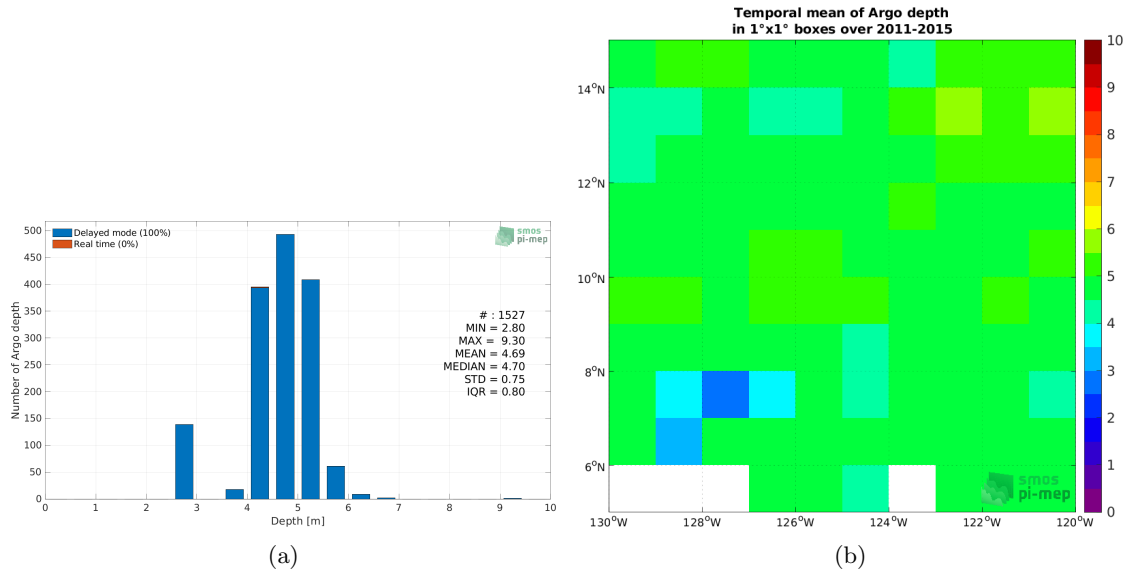 Delayed mode (100%)
Real time (0%)
smos
pi-mep
Number of Argo depth
500
450
400
350
300
250
200
150
100
50
0
# : 1527
MIN = 2.80
MAX = 9.30
MEAN = 4.69
MEDIAN = 4.70
STD = 0.75
IQR = 0.80
0 1 2 3 4 5 6 7 8 9 10
Depth [m]
(a)
Temporal mean of Argo depth
in 1°x1° boxes over 2011-2015
14°N
12°N
10°N
8°N
6°N
130°W 128°W 126°W 124°W 122°W 120°W
smos
pi-mep
10
9
8
7
6
5
4
3
2
1
0
(b)